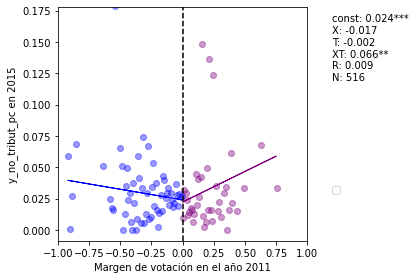 0.175
0.150
0.125
0.100
0.075
0.050
0.025
0.000
y_no_tribut_pc en 2015
−1.00 −0.75 −0.50 −0.25 0.00 0.25 0.50 0.75 1.00
Margen de votación en el año 2011
const: 0.024***
X: -0.017
T: -0.002
XT: 0.066**
R: 0.009
N: 516